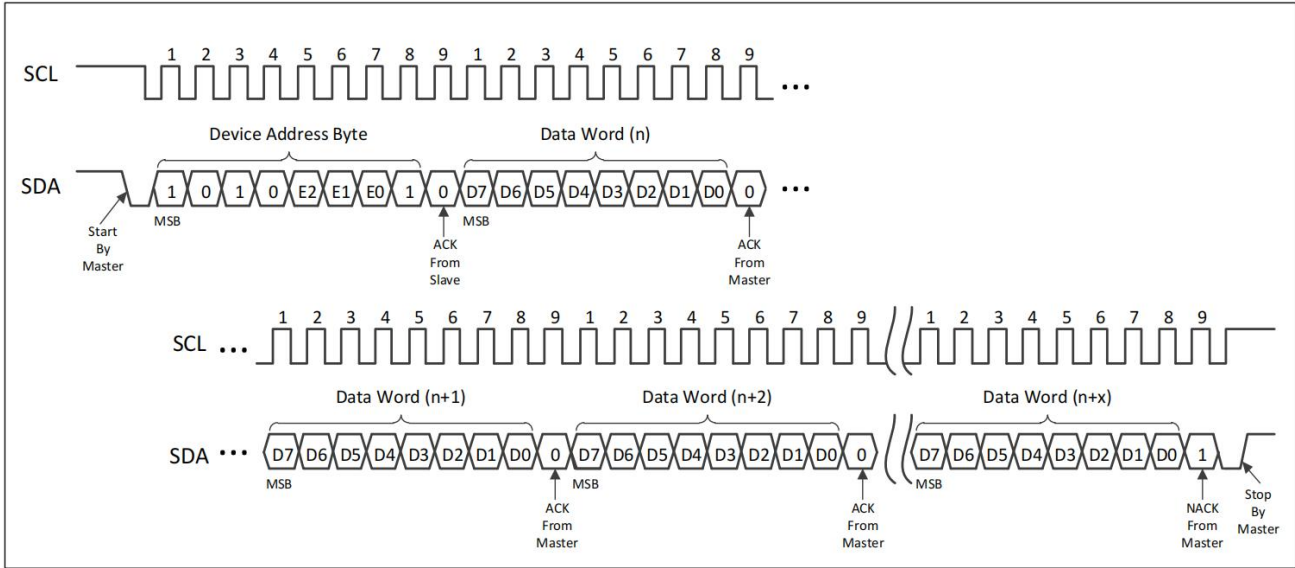 1 2 3 4 5 6 7 8 9 1 2 3 4 5 6 7 8 9
SCL ...
Device Address Byte Data Word (n)
SDA 1 0 1 0 E2 E1 E0 1 0 D7 D6 D5 D4 D3 D2 D1 D0 0 ...
MSB MSB
Start
By
Master
ACK
From
Slave
ACK
From
Master
1 2 3 4 5 6 7 8 9 1 2 3 4 5 6 7 8 9 1 2 3 4 5 6 7 8 9
SCL ...
Data Word (n+1) Data Word (n+2) Data Word (n+x)
SDA ... D7 D6 D5 D4 D3 D2 D1 D0 0 D7 D6 D5 D4 D3 D2 D1 D0 0 D7 D6 D5 D4 D3 D2 D1 D0 1
MSB MSB MSB
ACK
From
Master
ACK
From
Master
NACK
From
Master
Stop
By
Master